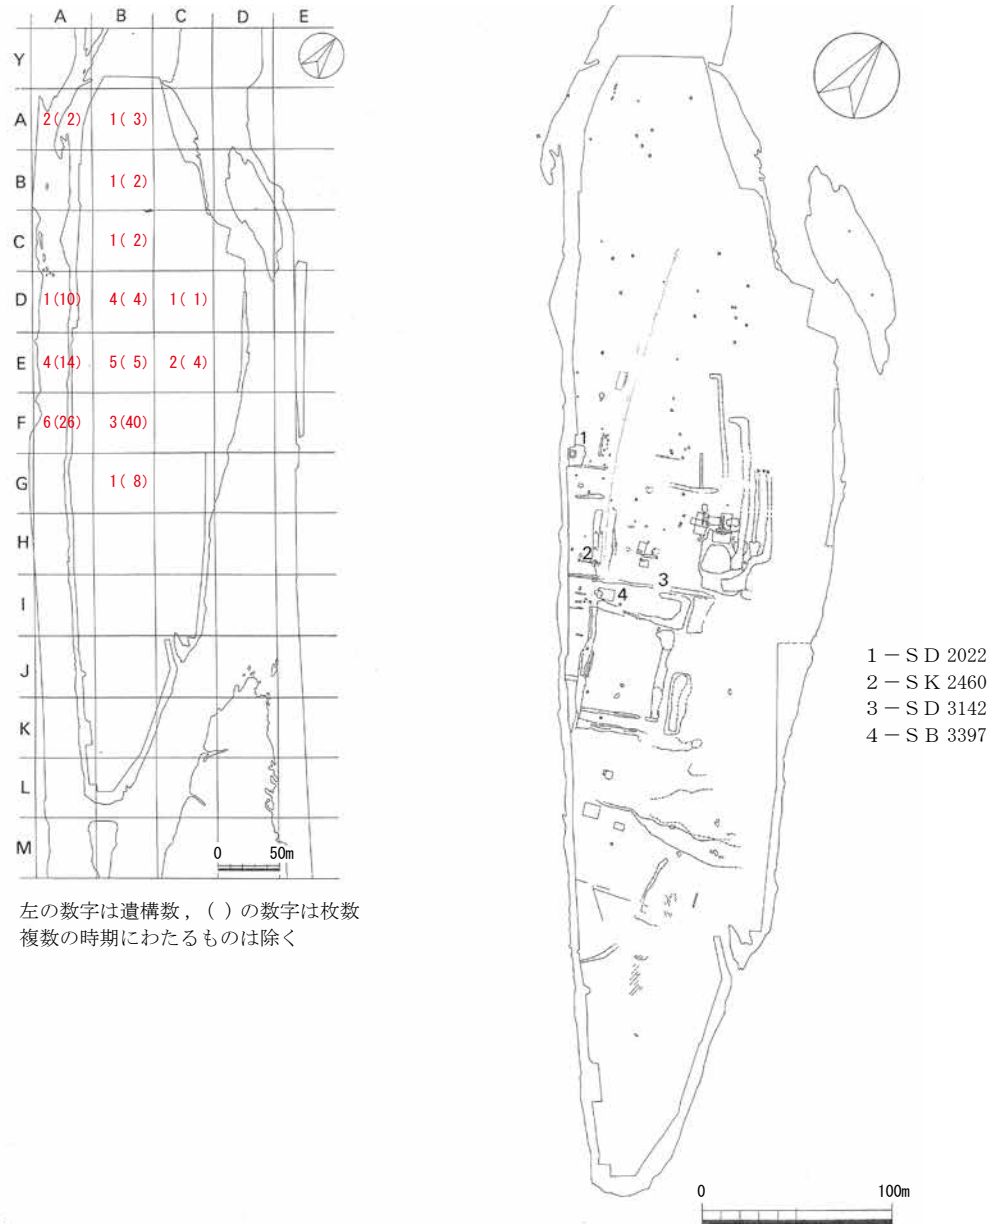 A B C D E
Y
A 2( 2) 1( 3)
B 1( 2)
C 1( 2)
D 1(10) 4( 4) 1( 1)
E 4(14) 5( 5) 2( 4)
F 6(26) 3(40)
G 1( 8)
H
I
J
K
L
M
0 50m
左の数字は遺構数，( ) の数字は枚数
複数の時期にわたるものは除く
1
2
3
4
1－ＳＤ 2022
2－ＳＫ 2460
3－ＳＤ 3142
4－ＳＢ 3397
0 100m